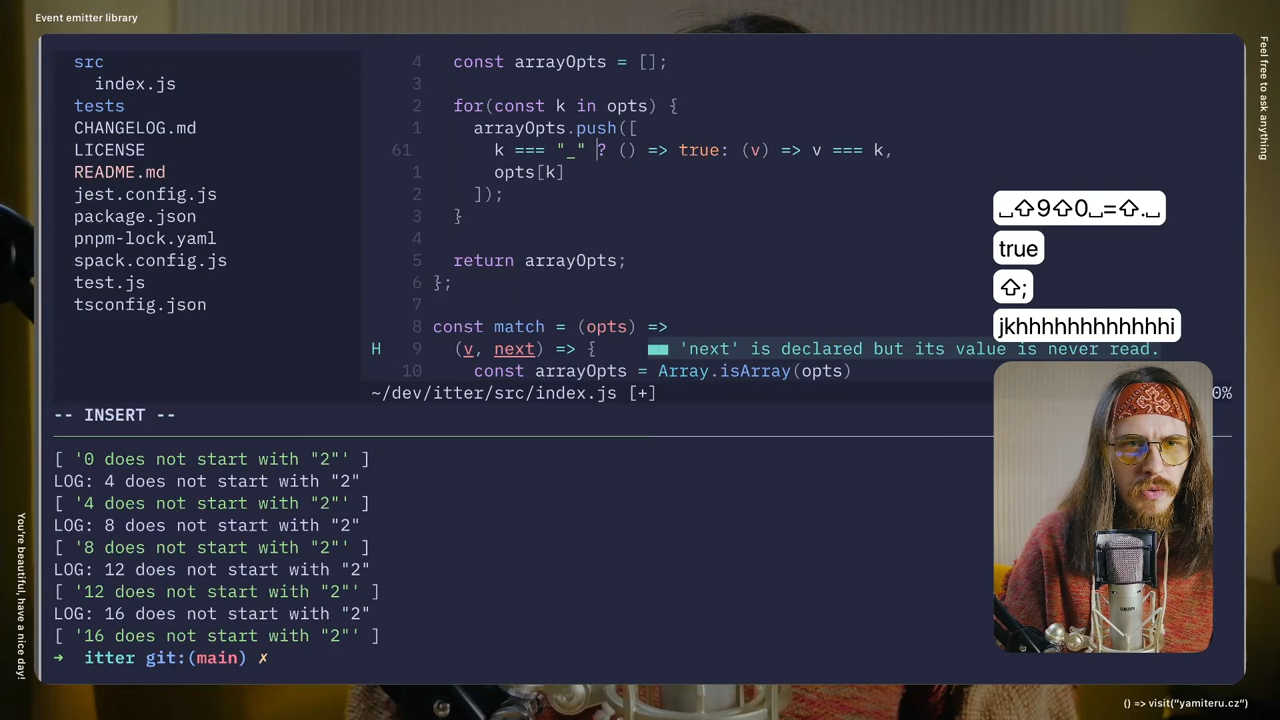 Event emitter library
src
index.js
tests
CHANGELOG.md
LICENSE
README.md
jest.config.js
package.json
pnpm-lock.yaml
spack.config.js
test.js
tsconfig.json
4 const arrayOpts = [];
3
2 for(const k in opts) {
1 arrayOpts.push([
61 k === "_" ? () => true: (v) => v === k,
1 opts[k]
2 ]);
3 }
4
5 return arrayOpts;
6 };
7
8 const match = (opts) =>
H 9 (v, next) => { ■■ 'next' is declared but its value is never read.
10 const arrayOpts = Array.isArray(opts)
~/dev/itter/src/index.js [+] 0%
-- INSERT --
[ '0 does not start with "2"' ]
LOG: 4 does not start with "2"
[ '4 does not start with "2"' ]
LOG: 8 does not start with "2"
[ '8 does not start with "2"' ]
LOG: 12 does not start with "2"
[ '12 does not start with "2"' ]
LOG: 16 does not start with "2"
[ '16 does not start with "2"' ]
➜ itter git:(main) ✗
␣⇧9⇧0␣=⇧.␣
true
⇧;
jkhhhhhhhhhhhhi
Feel free to ask anything
You're beautiful, have a nice day!
() => visit("yamiteru.cz")